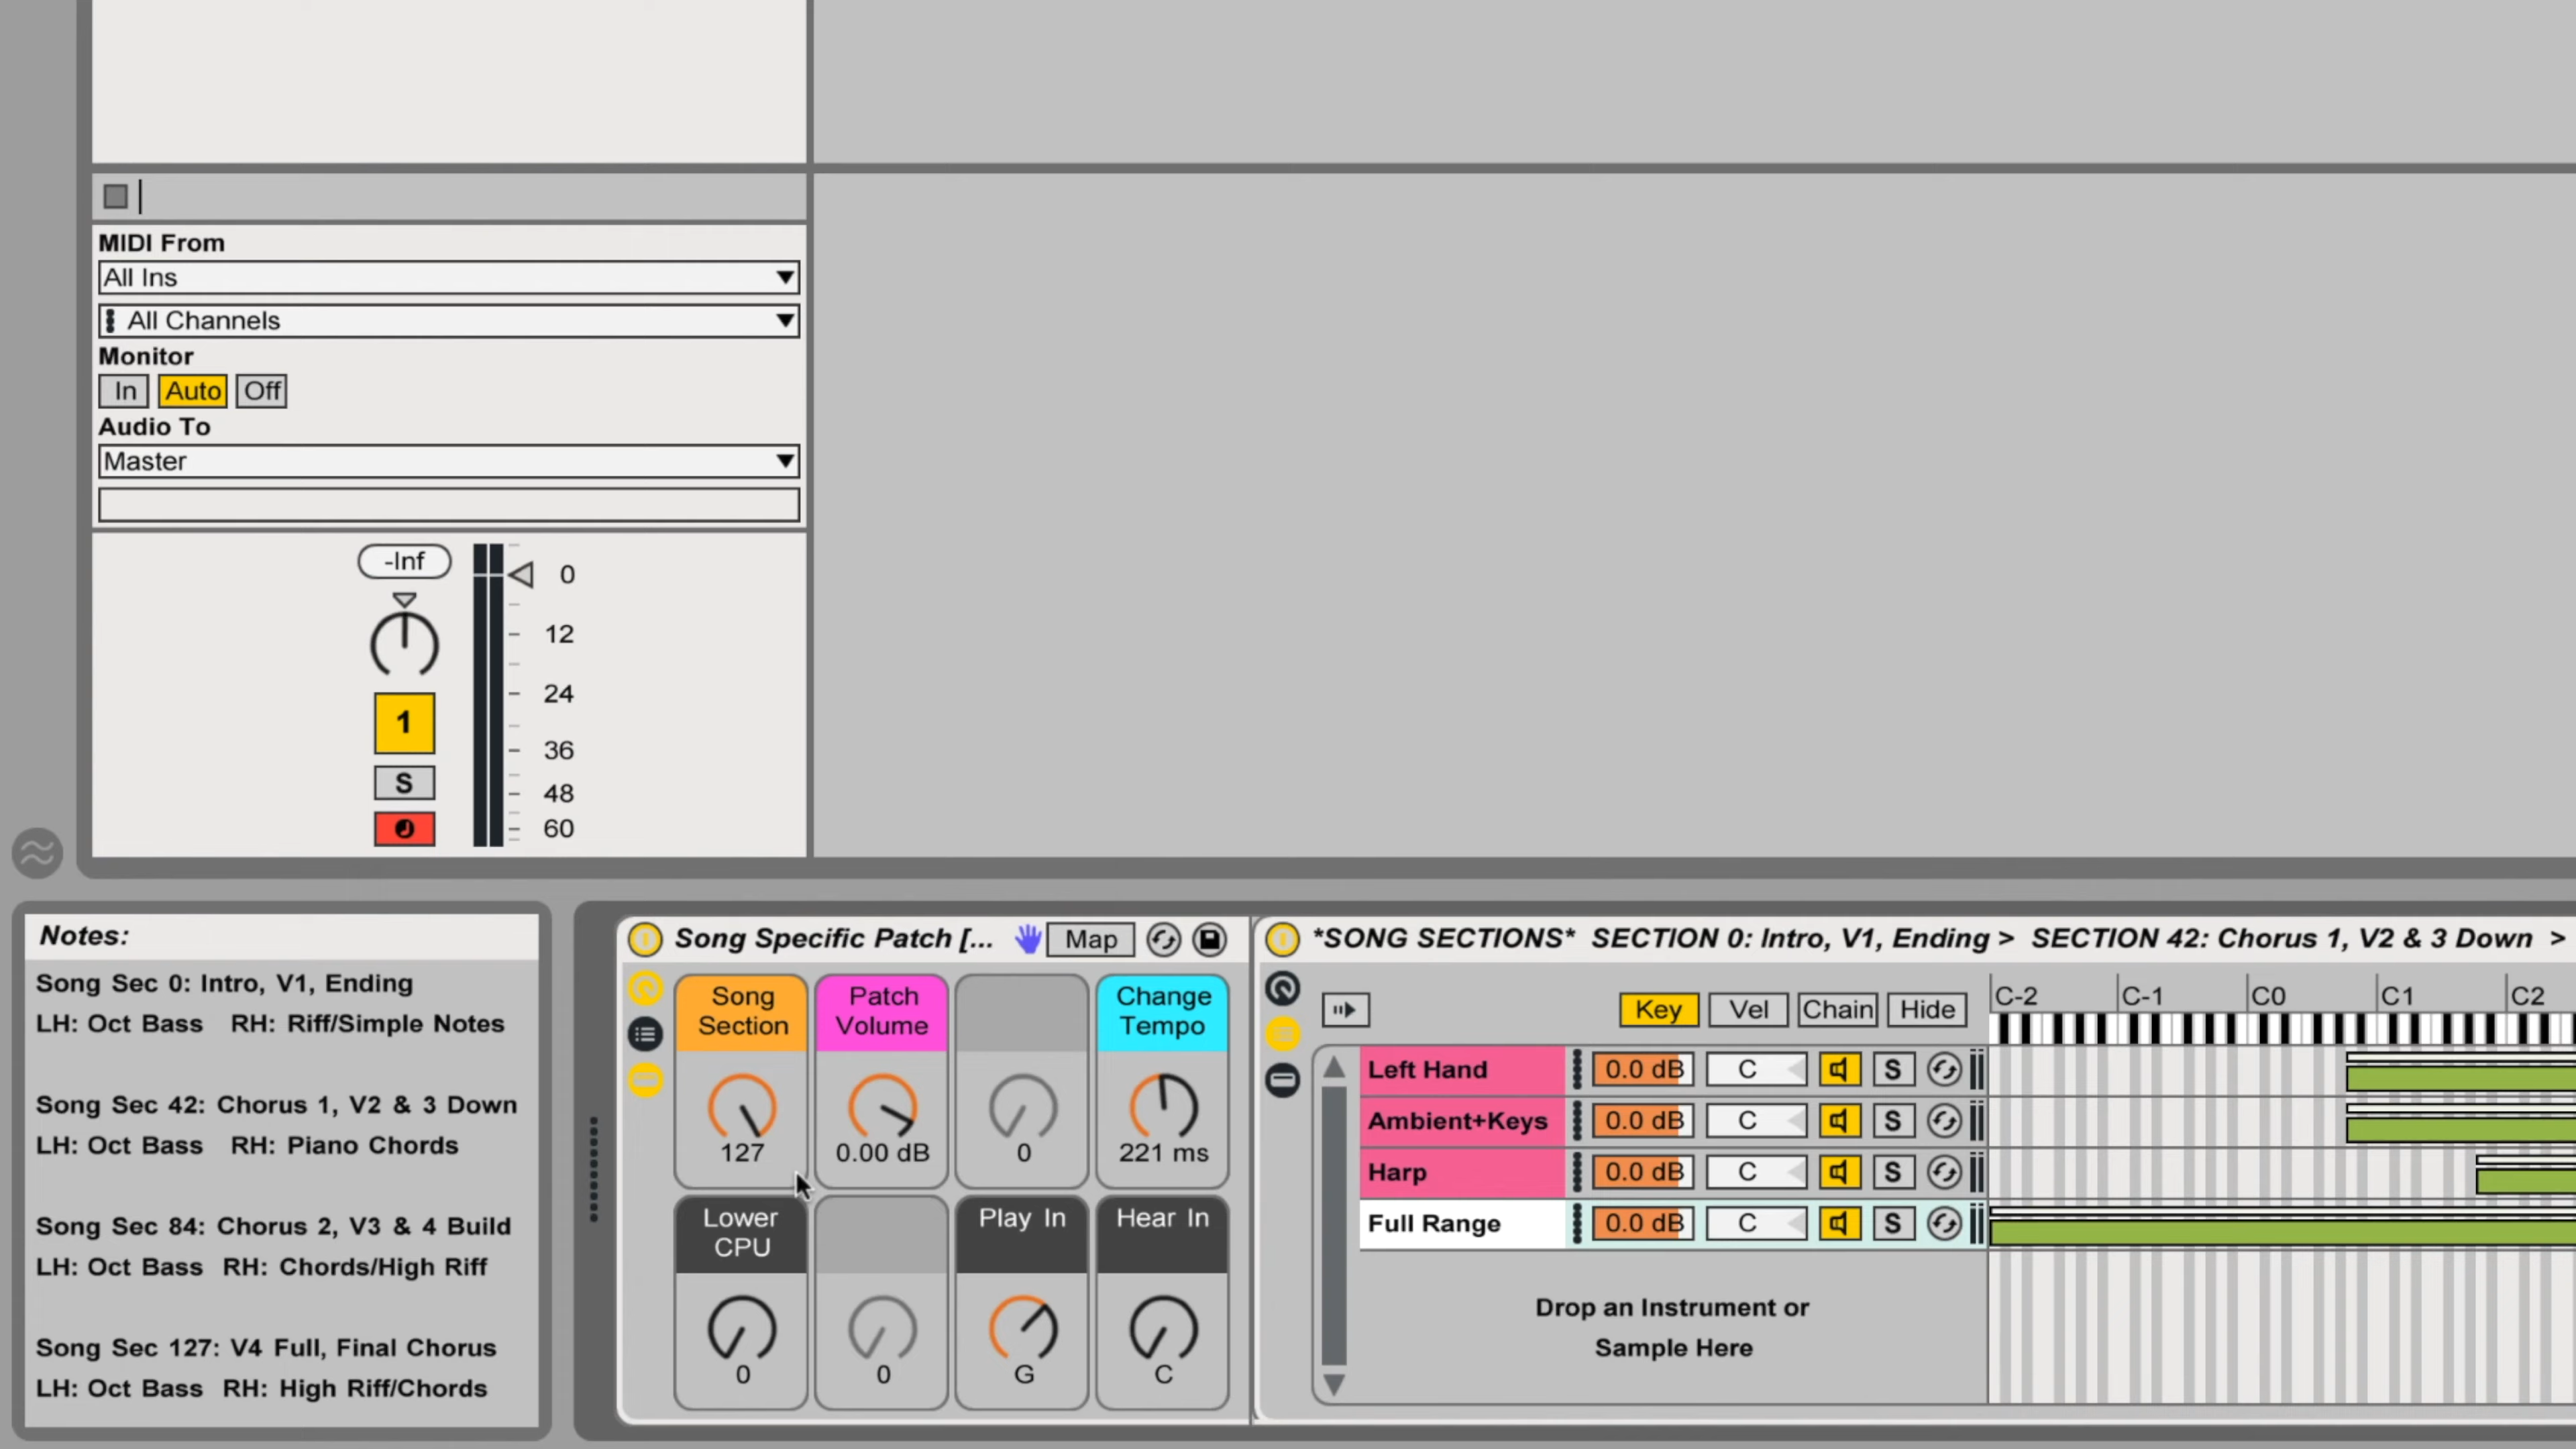 MIDI From
All Ins
All Channels
Monitor
In Auto Off
Audio To
Master
-Inf
0
12
24
36
48
60
1
S
Notes:
Song Sec 0: Intro, V1, Ending
LH: Oct Bass RH: Riff/Simple Notes
Song Sec 42: Chorus 1, V2 & 3 Down
LH: Oct Bass RH: Piano Chords
Song Sec 84: Chorus 2, V3 & 4 Build
LH: Oct Bass RH: Chords/High Riff
Song Sec 127: V4 Full, Final Chorus
LH: Oct Bass RH: High Riff/Chords
Song Specific Patch [... Map
Song Section
127
Patch Volume
0.00 dB
0
Change Tempo
221 ms
Lower CPU
0
0
Play In
G
Hear In
C
*SONG SECTIONS* SECTION 0: Intro, V1, Ending > SECTION 42: Chorus 1, V2 & 3 Down >
Key Vel Chain Hide
C-2 C-1 C0 C1 C2
Left Hand 0.0 dB C S
Ambient+Keys 0.0 dB C S
Harp 0.0 dB C S
Full Range 0.0 dB C S
Drop an Instrument or
Sample Here